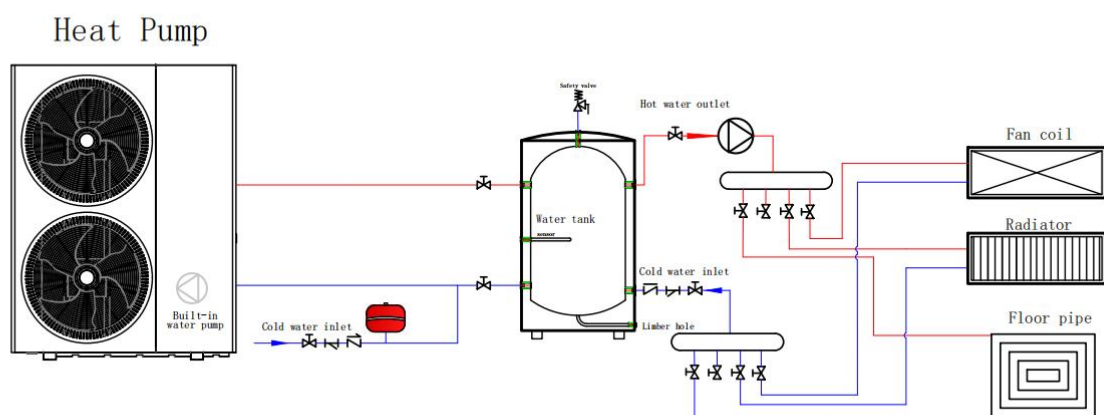 Heat Pump
Safety valve
Hot water outlet
Fan coil
Water tank
sensor
Radiator
Cold water inlet
Built-in
water pump
Cold water inlet
Limber hole
Floor pipe